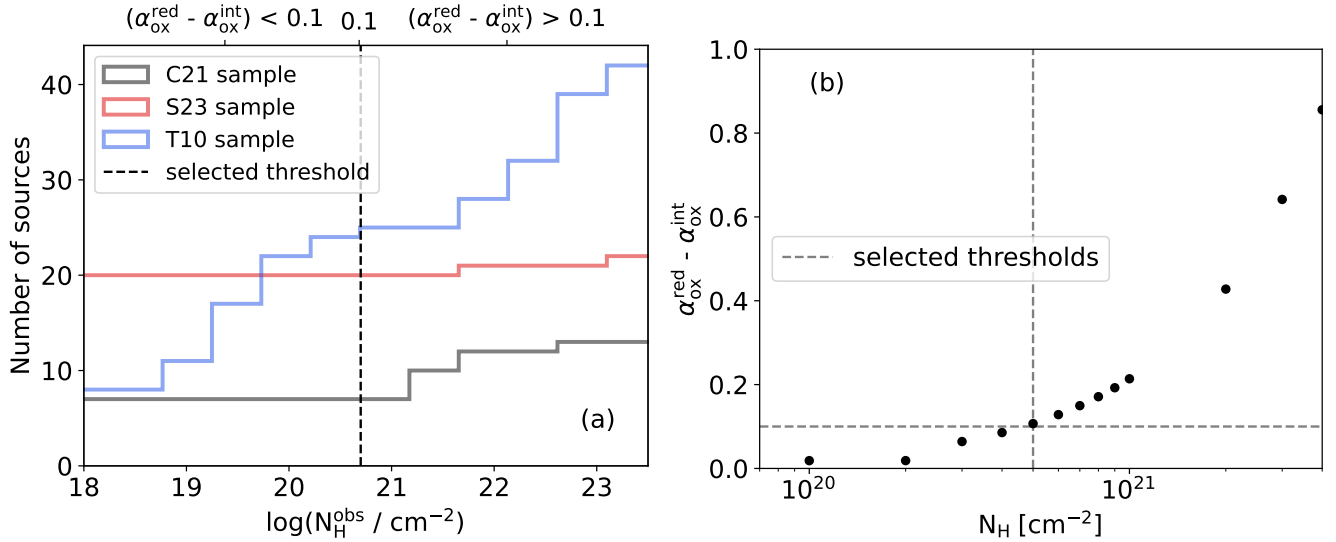 (α_ox^red - α_ox^int) < 0.1 0.1 (α_ox^red - α_ox^int) > 0.1
C21 sample
S23 sample
T10 sample
selected threshold
Number of sources
0
10
20
30
40
(a)
18 19 20 21 22 23
log(N_H^obs / cm^−2)
(b)
selected thresholds
α_ox^red - α_ox^int
1.0
0.8
0.6
0.4
0.2
0.0
10^20 10^21
N_H [cm^−2]